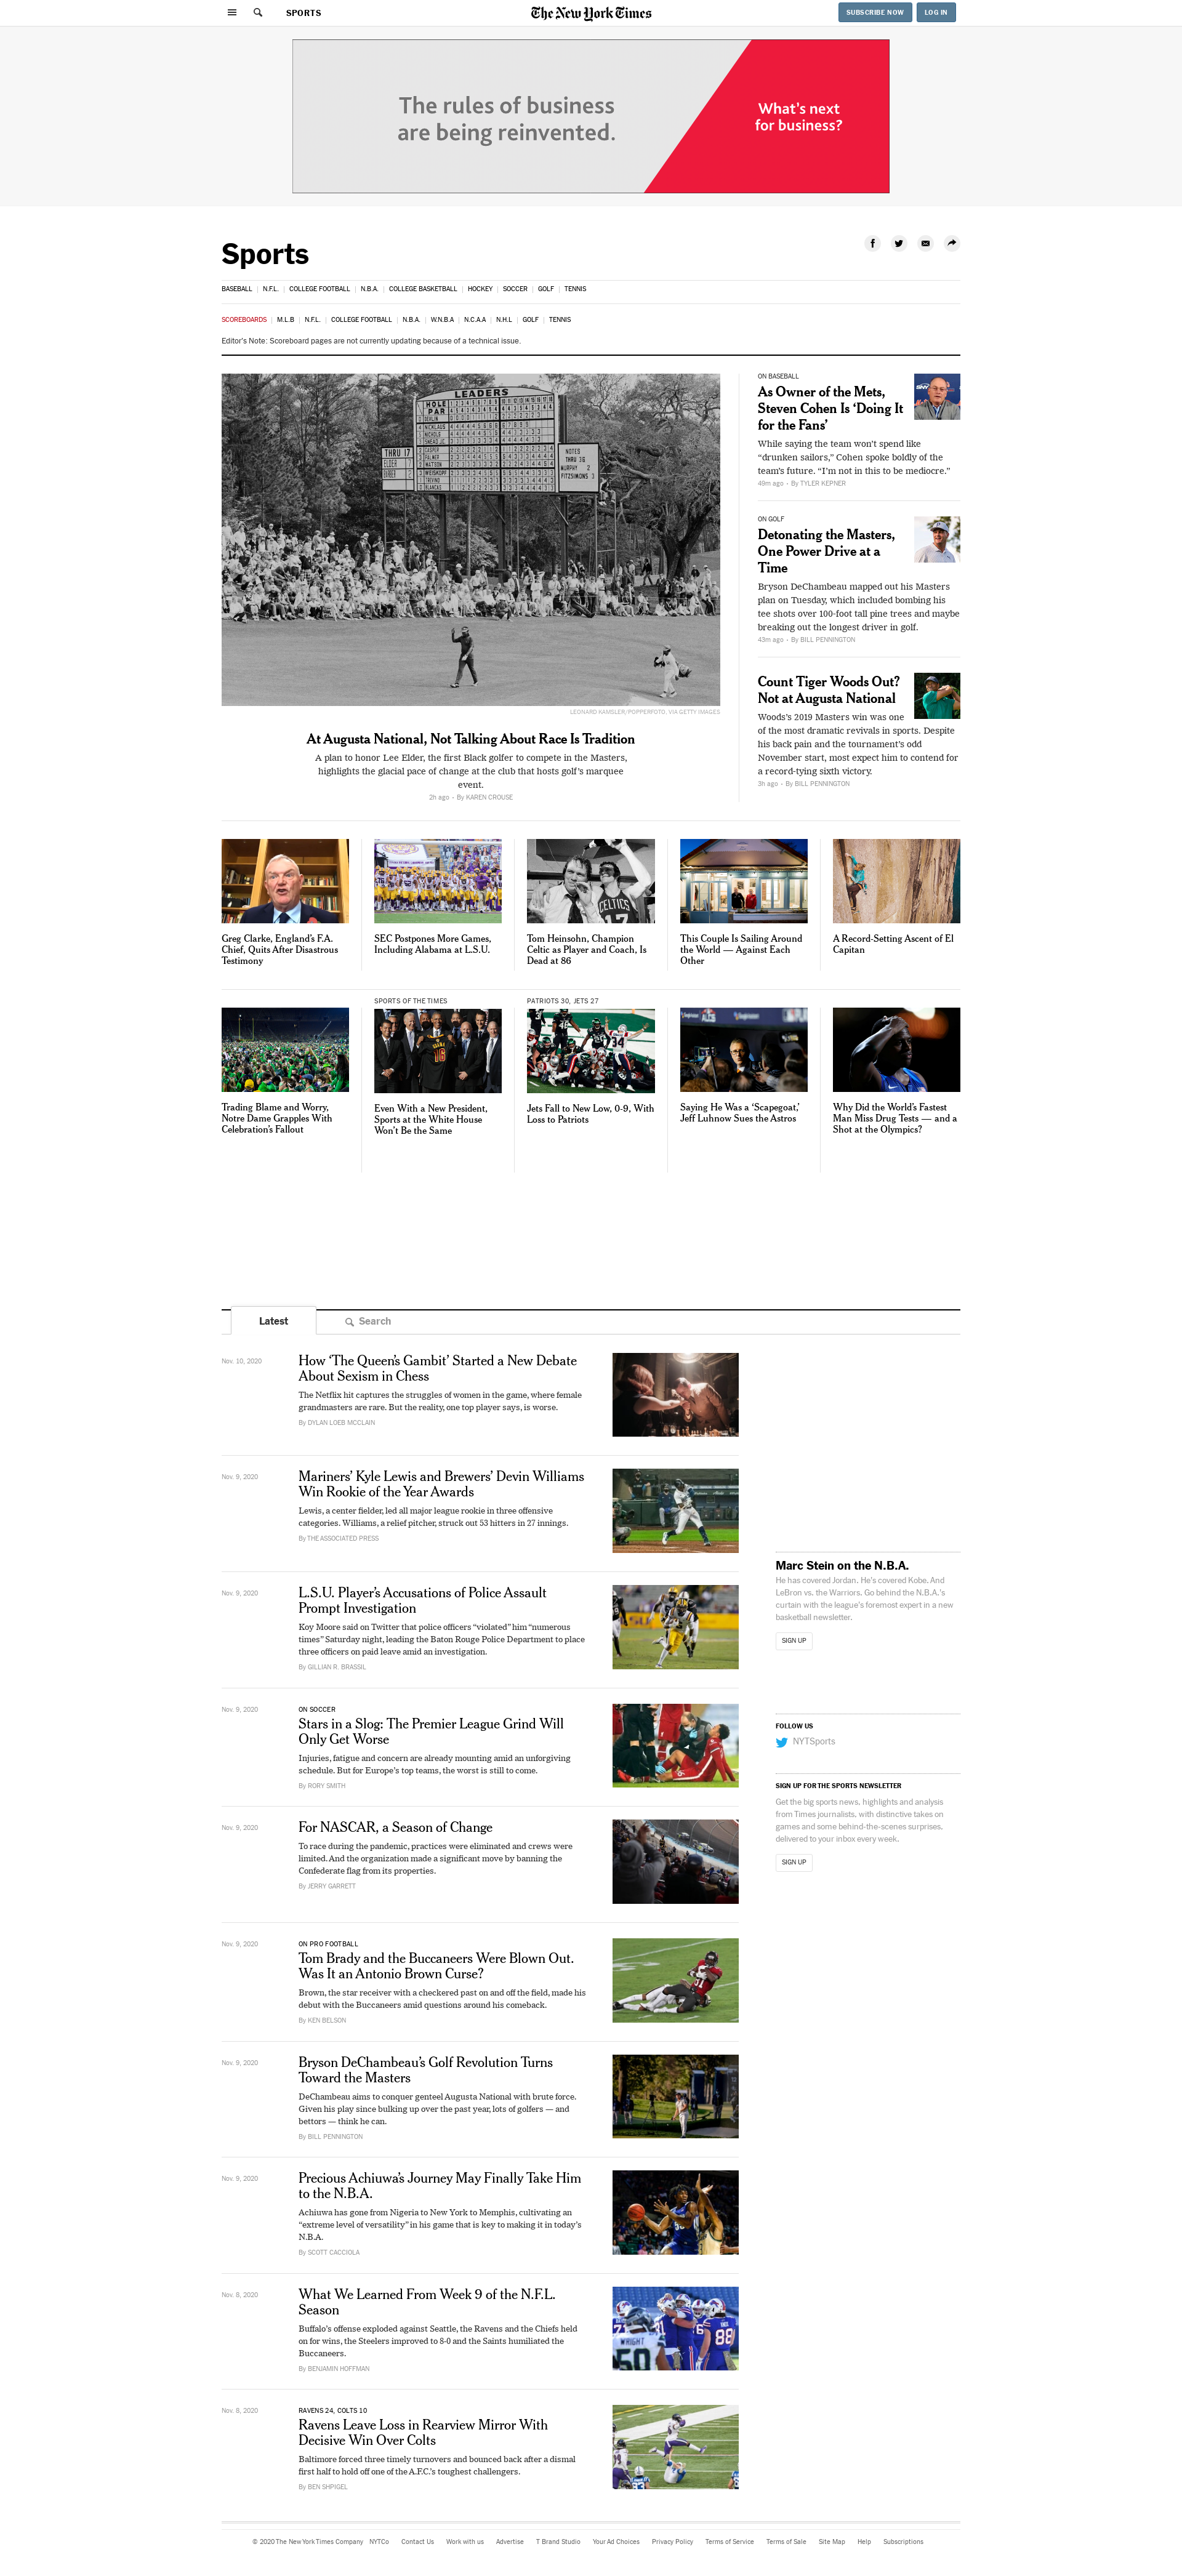 SPORTS
The New York Times
SUBSCRIBE NOW
LOG IN
The rules of business
are being reinvented.
What's next
for business?
Sports
BASEBALL
N.F.L.
COLLEGE FOOTBALL
N.B.A.
COLLEGE BASKETBALL
HOCKEY
SOCCER
GOLF
TENNIS
SCOREBOARDS
M.L.B
N.F.L.
COLLEGE FOOTBALL
N.B.A.
W.N.B.A
N.C.A.A
N.H.L
GOLF
TENNIS
Editor's Note: Scoreboard pages are not currently updating because of a technical issue.
LEADERS
HOLE
PAR
THRU 17
NOTES
THRU 36
LEONARD KAMSLER/POPPERFOTO, VIA GETTY IMAGES
At Augusta National, Not Talking About Race Is Tradition
A plan to honor Lee Elder, the first Black golfer to compete in the Masters,
highlights the glacial pace of change at the club that hosts golf's marquee
event.
2h ago • By KAREN CROUSE
ON BASEBALL
As Owner of the Mets,
Steven Cohen Is ‘Doing It
for the Fans’
While saying the team won't spend like
“drunken sailors,” Cohen spoke boldly of the
team's future. “I'm not in this to be mediocre.”
49m ago • By TYLER KEPNER
ON GOLF
Detonating the Masters,
One Power Drive at a
Time
Bryson DeChambeau mapped out his Masters
plan on Tuesday, which included bombing his
tee shots over 100-foot tall pine trees and maybe
breaking out the longest driver in golf.
43m ago • By BILL PENNINGTON
Count Tiger Woods Out?
Not at Augusta National
Woods's 2019 Masters win was one
of the most dramatic revivals in sports. Despite
his back pain and the tournament's odd
November start, most expect him to contend for
a record-tying sixth victory.
3h ago • By BILL PENNINGTON
Greg Clarke, England's F.A.
Chief, Quits After Disastrous
Testimony
SEC Postpones More Games,
Including Alabama at L.S.U.
CELTICS
17
Tom Heinsohn, Champion
Celtic as Player and Coach, Is
Dead at 86
This Couple Is Sailing Around
the World — Against Each
Other
A Record-Setting Ascent of El
Capitan
Trading Blame and Worry,
Notre Dame Grapples With
Celebration's Fallout
SPORTS OF THE TIMES
Even With a New President,
Sports at the White House
Won't Be the Same
PATRIOTS 30, JETS 27
34
Jets Fall to New Low, 0-9, With
Loss to Patriots
Saying He Was a ‘Scapegoat,’
Jeff Luhnow Sues the Astros
Why Did the World's Fastest
Man Miss Drug Tests — and a
Shot at the Olympics?
Latest
Search
Nov. 10, 2020
How ‘The Queen's Gambit’ Started a New Debate
About Sexism in Chess
The Netflix hit captures the struggles of women in the game, where female
grandmasters are rare. But the reality, one top player says, is worse.
By DYLAN LOEB MCCLAIN
Nov. 9, 2020
Mariners' Kyle Lewis and Brewers' Devin Williams
Win Rookie of the Year Awards
Lewis, a center fielder, led all major league rookie in three offensive
categories. Williams, a relief pitcher, struck out 53 hitters in 27 innings.
By THE ASSOCIATED PRESS
Nov. 9, 2020
L.S.U. Player's Accusations of Police Assault
Prompt Investigation
Koy Moore said on Twitter that police officers “violated” him “numerous
times” Saturday night, leading the Baton Rouge Police Department to place
three officers on paid leave amid an investigation.
By GILLIAN R. BRASSIL
Nov. 9, 2020
ON SOCCER
Stars in a Slog: The Premier League Grind Will
Only Get Worse
Injuries, fatigue and concern are already mounting amid an unforgiving
schedule. But for Europe's top teams, the worst is still to come.
By RORY SMITH
Nov. 9, 2020
For NASCAR, a Season of Change
To race during the pandemic, practices were eliminated and crews were
limited. And the organization made a significant move by banning the
Confederate flag from its properties.
By JERRY GARRETT
Nov. 9, 2020
ON PRO FOOTBALL
Tom Brady and the Buccaneers Were Blown Out.
Was It an Antonio Brown Curse?
Brown, the star receiver with a checkered past on and off the field, made his
debut with the Buccaneers amid questions around his comeback.
By KEN BELSON
Nov. 9, 2020
Bryson DeChambeau's Golf Revolution Turns
Toward the Masters
DeChambeau aims to conquer genteel Augusta National with brute force.
Given his play since bulking up over the past year, lots of golfers — and
bettors — think he can.
By BILL PENNINGTON
Nov. 9, 2020
Precious Achiuwa's Journey May Finally Take Him
to the N.B.A.
Achiuwa has gone from Nigeria to New York to Memphis, cultivating an
“extreme level of versatility” in his game that is key to making it in today's
N.B.A.
By SCOTT CACCIOLA
Nov. 8, 2020
What We Learned From Week 9 of the N.F.L.
Season
Buffalo's offense exploded against Seattle, the Ravens and the Chiefs held
on for wins, the Steelers improved to 8-0 and the Saints humiliated the
Buccaneers.
By BENJAMIN HOFFMAN
WRIGHT
50
88
Nov. 8, 2020
RAVENS 24, COLTS 10
Ravens Leave Loss in Rearview Mirror With
Decisive Win Over Colts
Baltimore forced three timely turnovers and bounced back after a dismal
first half to hold off one of the A.F.C.'s toughest challengers.
By BEN SHPIGEL
Marc Stein on the N.B.A.
He has covered Jordan. He's covered Kobe. And
LeBron vs. the Warriors. Go behind the N.B.A.'s
curtain with the league's foremost expert in a new
basketball newsletter.
SIGN UP
FOLLOW US
NYTSports
SIGN UP FOR THE SPORTS NEWSLETTER
Get the big sports news, highlights and analysis
from Times journalists, with distinctive takes on
games and some behind-the-scenes surprises,
delivered to your inbox every week.
SIGN UP
© 2020 The New York Times Company NYTCo Contact Us Work with us Advertise T Brand Studio Your Ad Choices Privacy Policy Terms of Service Terms of Sale Site Map Help Subscriptions